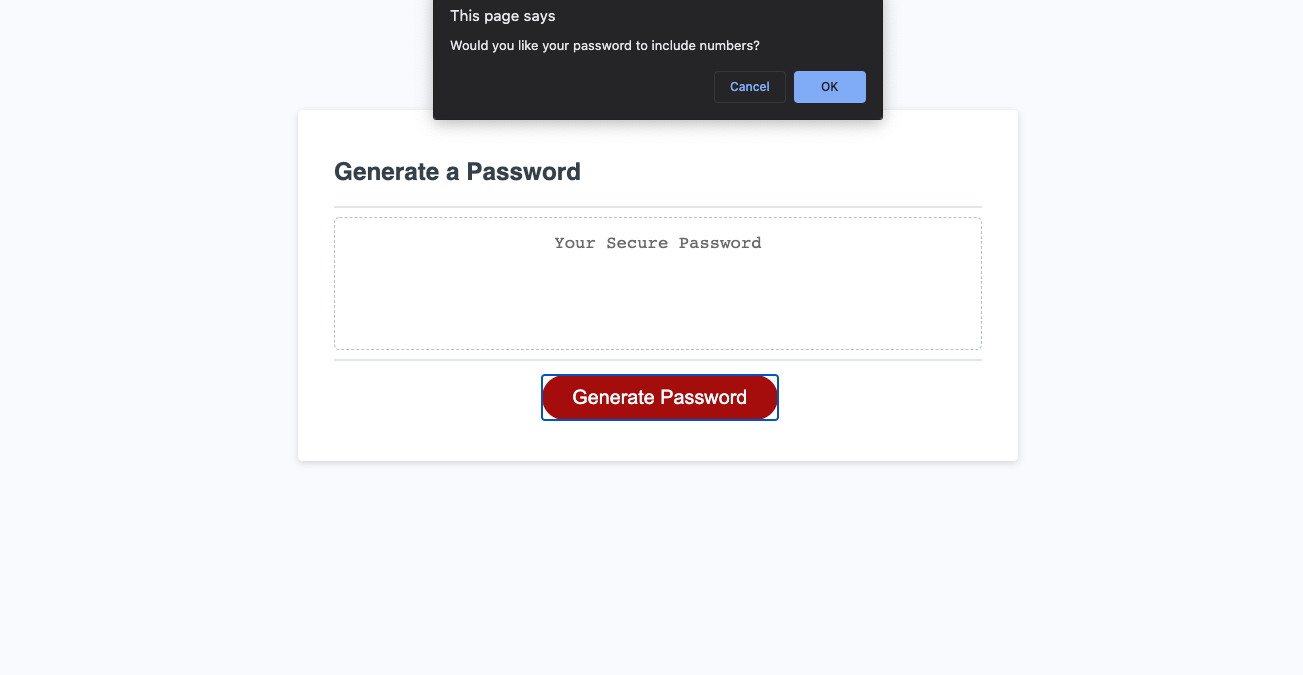 This page says
Would you like your password to include numbers?
Cancel
OK
Generate a Password
Your Secure Password
Generate Password